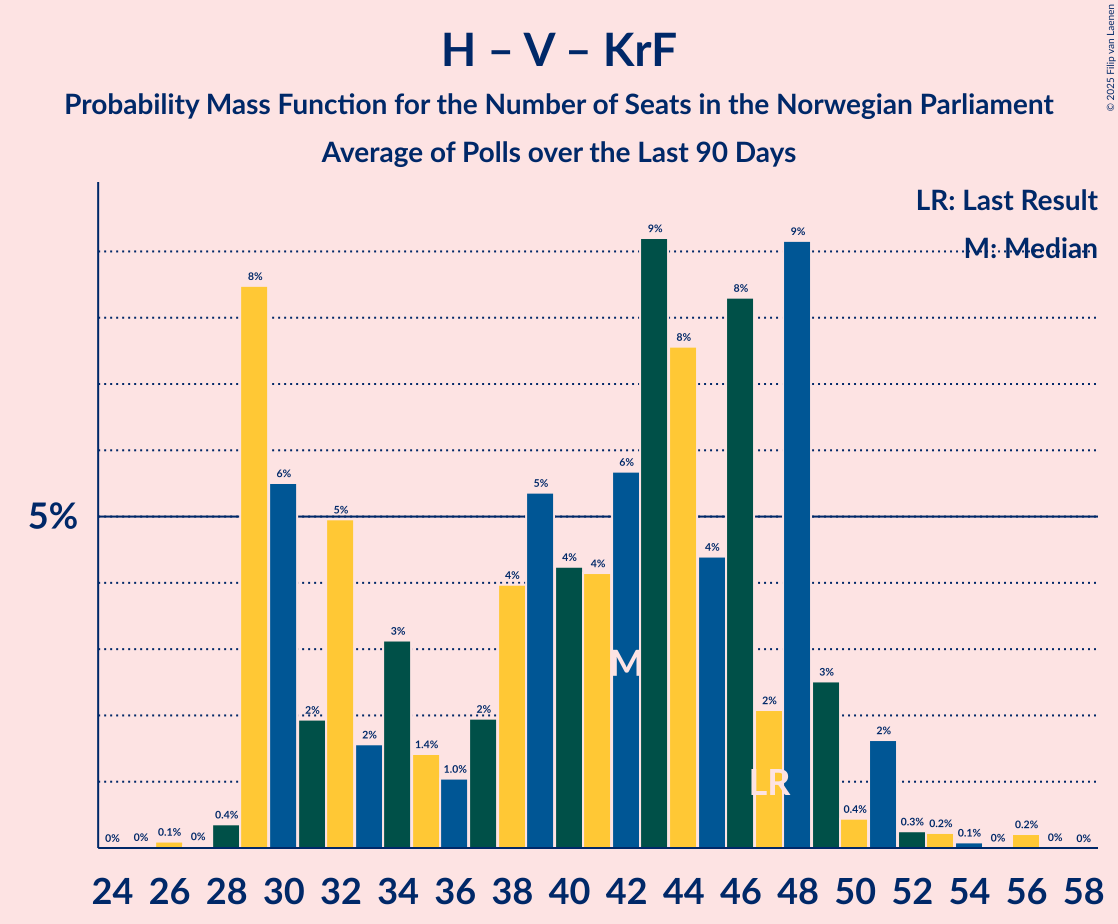 © 2025 Filip van Laenen
H – V – KrF
Probability Mass Function for the Number of Seats in the Norwegian Parliament
Average of Polls over the Last 90 Days
LR: Last Result
M: Median
5%
0% 0% 0.1% 0% 0.4% 8% 6% 2% 5% 2% 3% 1.4% 1.0% 2% 4% 5% 4% 4% 6% 9% 8% 4% 8% 2% 9% 3% 0.4% 2% 0.3% 0.2% 0.1% 0% 0.2% 0% 0%
M
LR
24 26 28 30 32 34 36 38 40 42 44 46 48 50 52 54 56 58